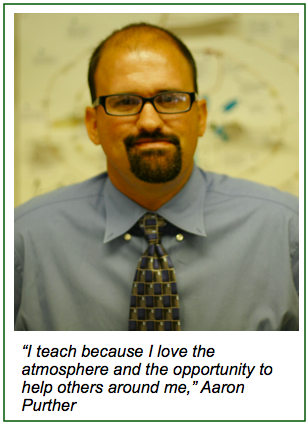 “I teach because I love the
atmosphere and the opportunity to
help others around me,” Aaron
Purther